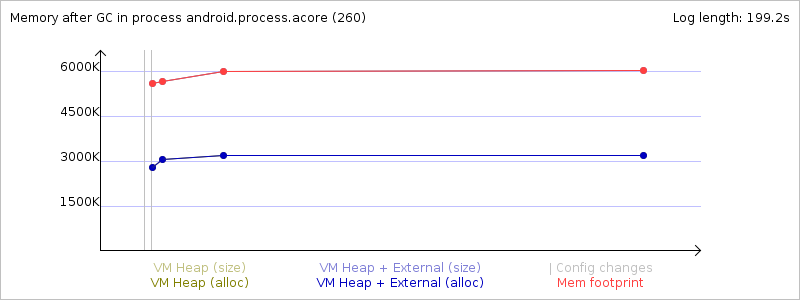 Memory after GC in process android.process.acore (260)
Log length: 199.2s
6000K
4500K
3000K
1500K
VM Heap (size)
VM Heap + External (size)
| Config changes
VM Heap (alloc)
VM Heap + External (alloc)
Mem footprint